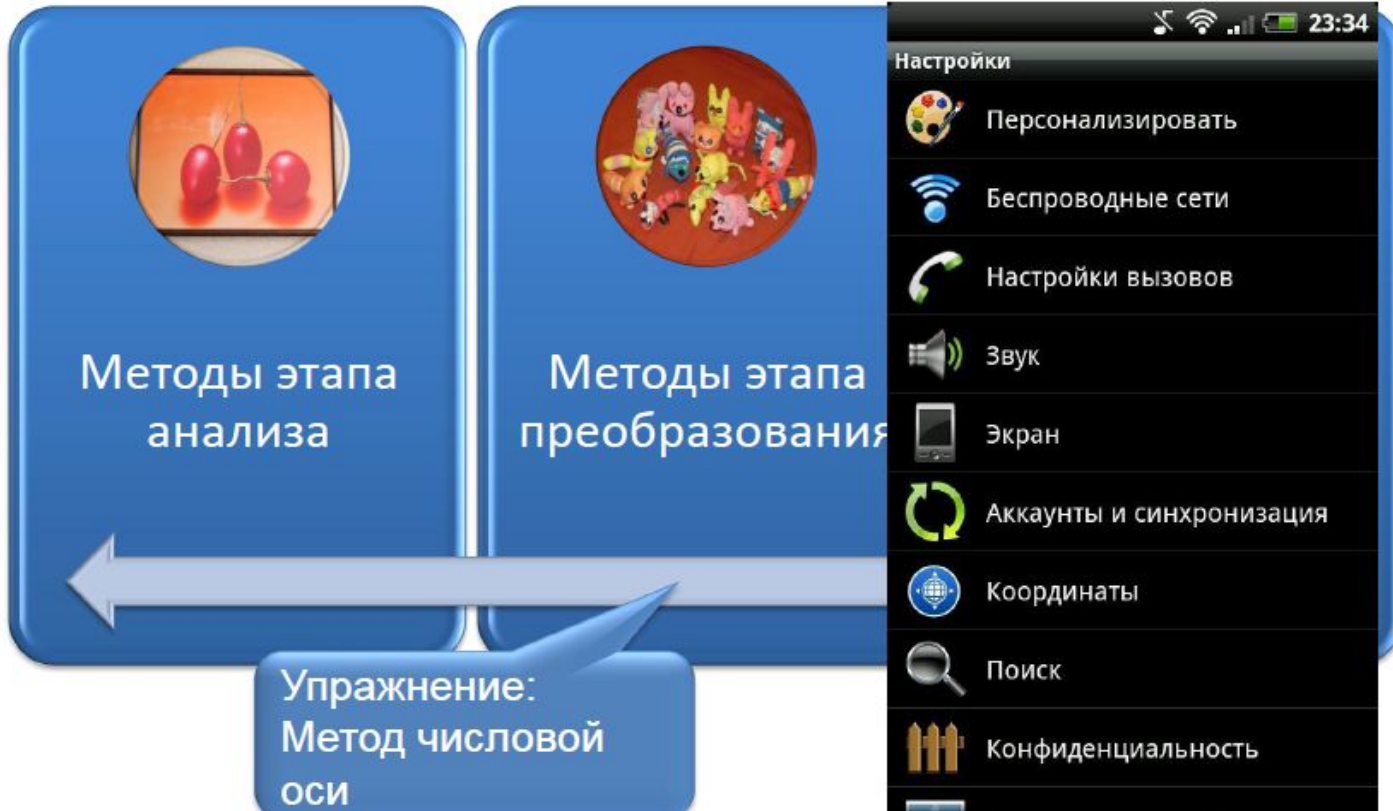 Методы этапа
анализа
Методы этапа
преобразования
Упражнение:
Метод числовой
оси
23:34
Настройки
Персонализировать
Беспроводные сети
Настройки вызовов
Звук
Экран
Аккаунты и синхронизация
Координаты
Поиск
Конфиденциальность